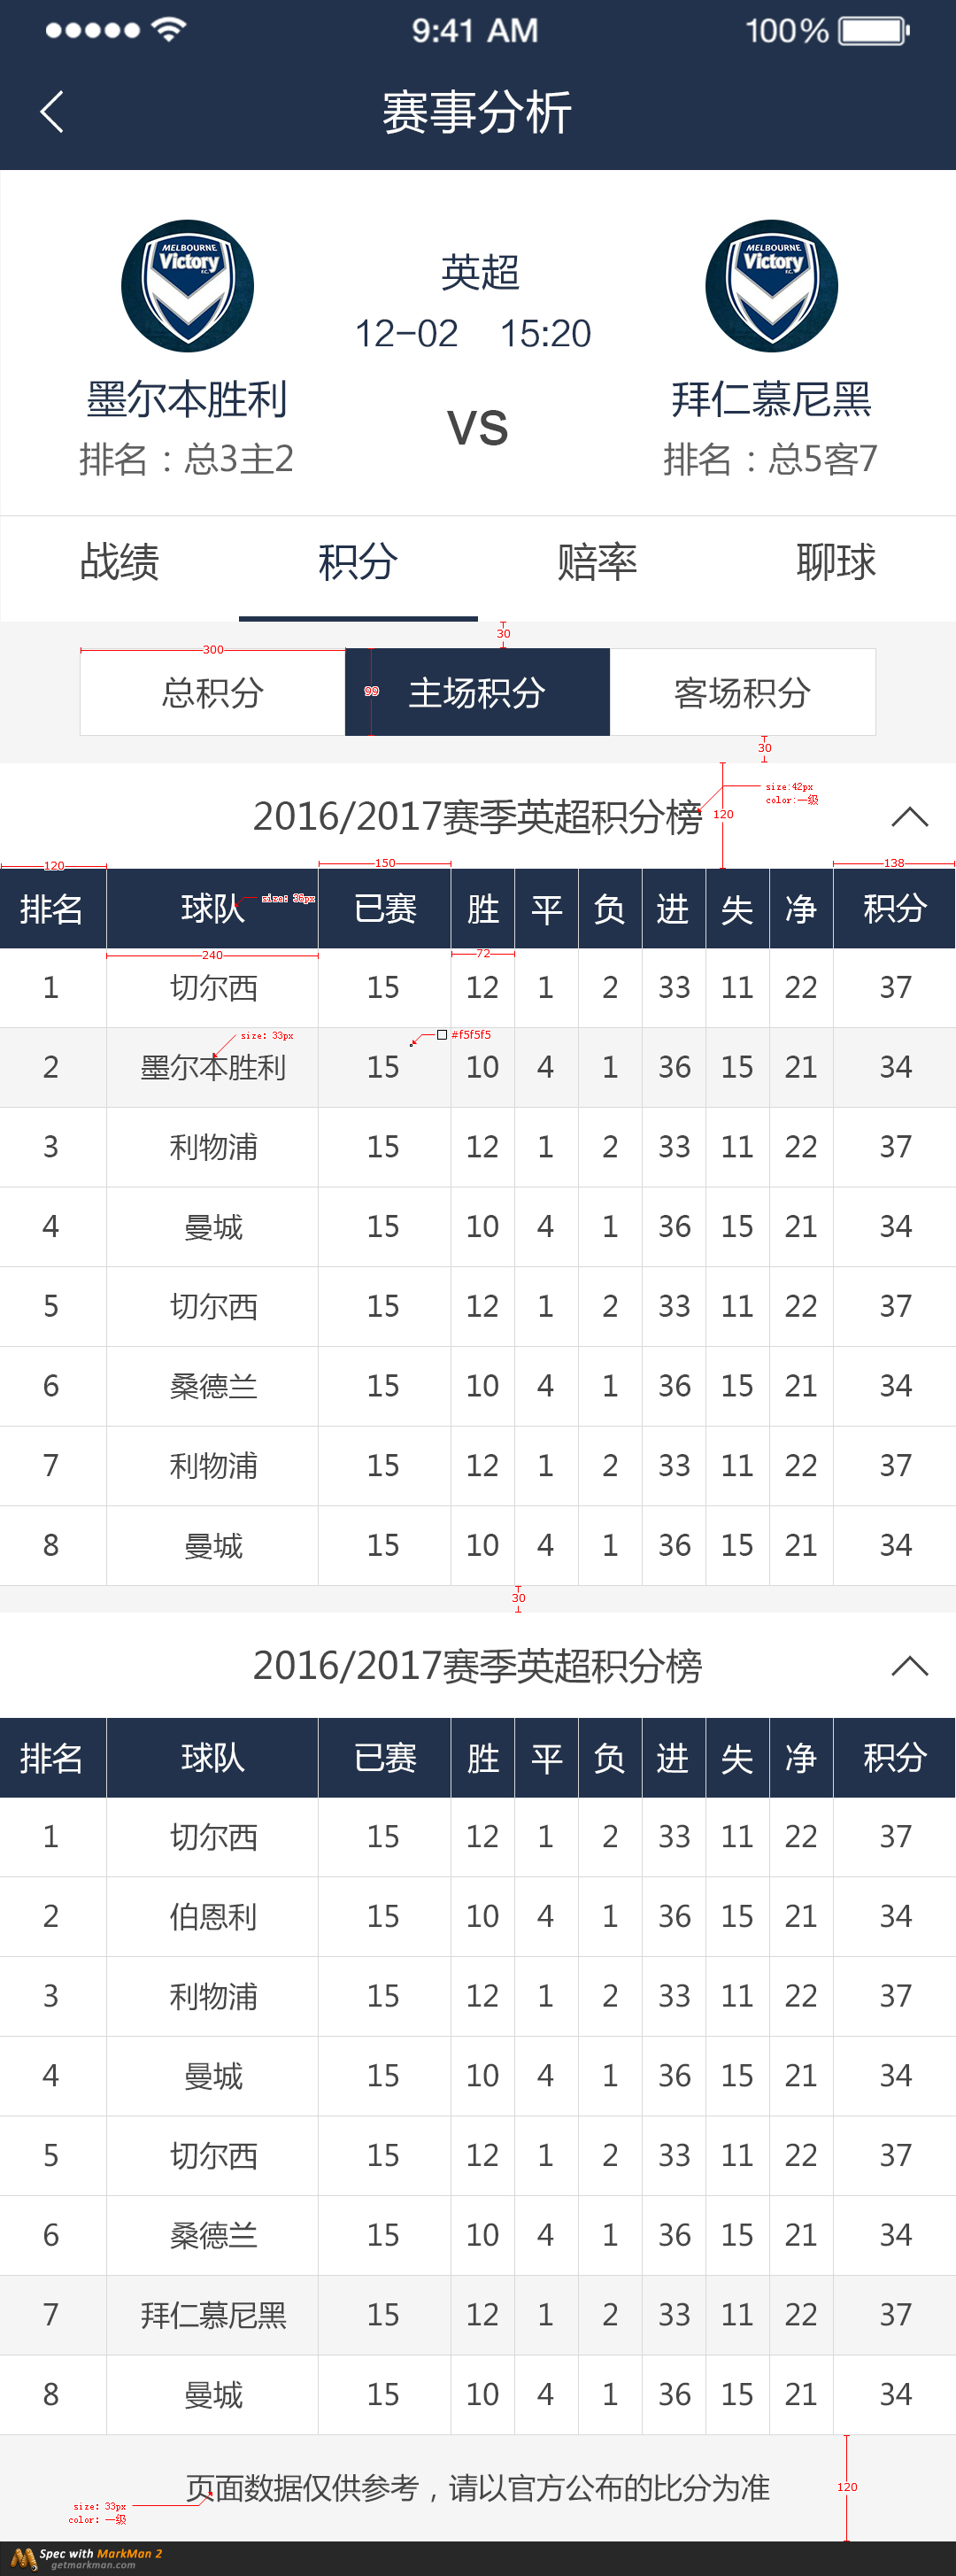 9:41 AM 100%
赛事分析
MELBOURNE
Victory
F.C.
MELBOURNE
Victory
F.C.
英超
12-02 15:20
墨尔本胜利 VS 拜仁慕尼黑
排名：总3主2 排名：总5客7
战绩 积分 赔率 聊球
30
300
总积分 99 主场积分 客场积分
30
size:42px
color:一级
2016/2017赛季英超积分榜 120
120 150 138
排名 球队 size: 36px 已赛 胜 平 负 进 失 净 积分
240 72
1 切尔西 15 12 1 2 33 11 22 37
size: 33px #f5f5f5
2 墨尔本胜利 15 10 4 1 36 15 21 34
3 利物浦 15 12 1 2 33 11 22 37
4 曼城 15 10 4 1 36 15 21 34
5 切尔西 15 12 1 2 33 11 22 37
6 桑德兰 15 10 4 1 36 15 21 34
7 利物浦 15 12 1 2 33 11 22 37
8 曼城 15 10 4 1 36 15 21 34
30
2016/2017赛季英超积分榜
排名 球队 已赛 胜 平 负 进 失 净 积分
1 切尔西 15 12 1 2 33 11 22 37
2 伯恩利 15 10 4 1 36 15 21 34
3 利物浦 15 12 1 2 33 11 22 37
4 曼城 15 10 4 1 36 15 21 34
5 切尔西 15 12 1 2 33 11 22 37
6 桑德兰 15 10 4 1 36 15 21 34
7 拜仁慕尼黑 15 12 1 2 33 11 22 37
8 曼城 15 10 4 1 36 15 21 34
页面数据仅供参考，请以官方公布的比分为准
120
size: 33px
color: 一级
Spec with MarkMan 2
getmarkman.com